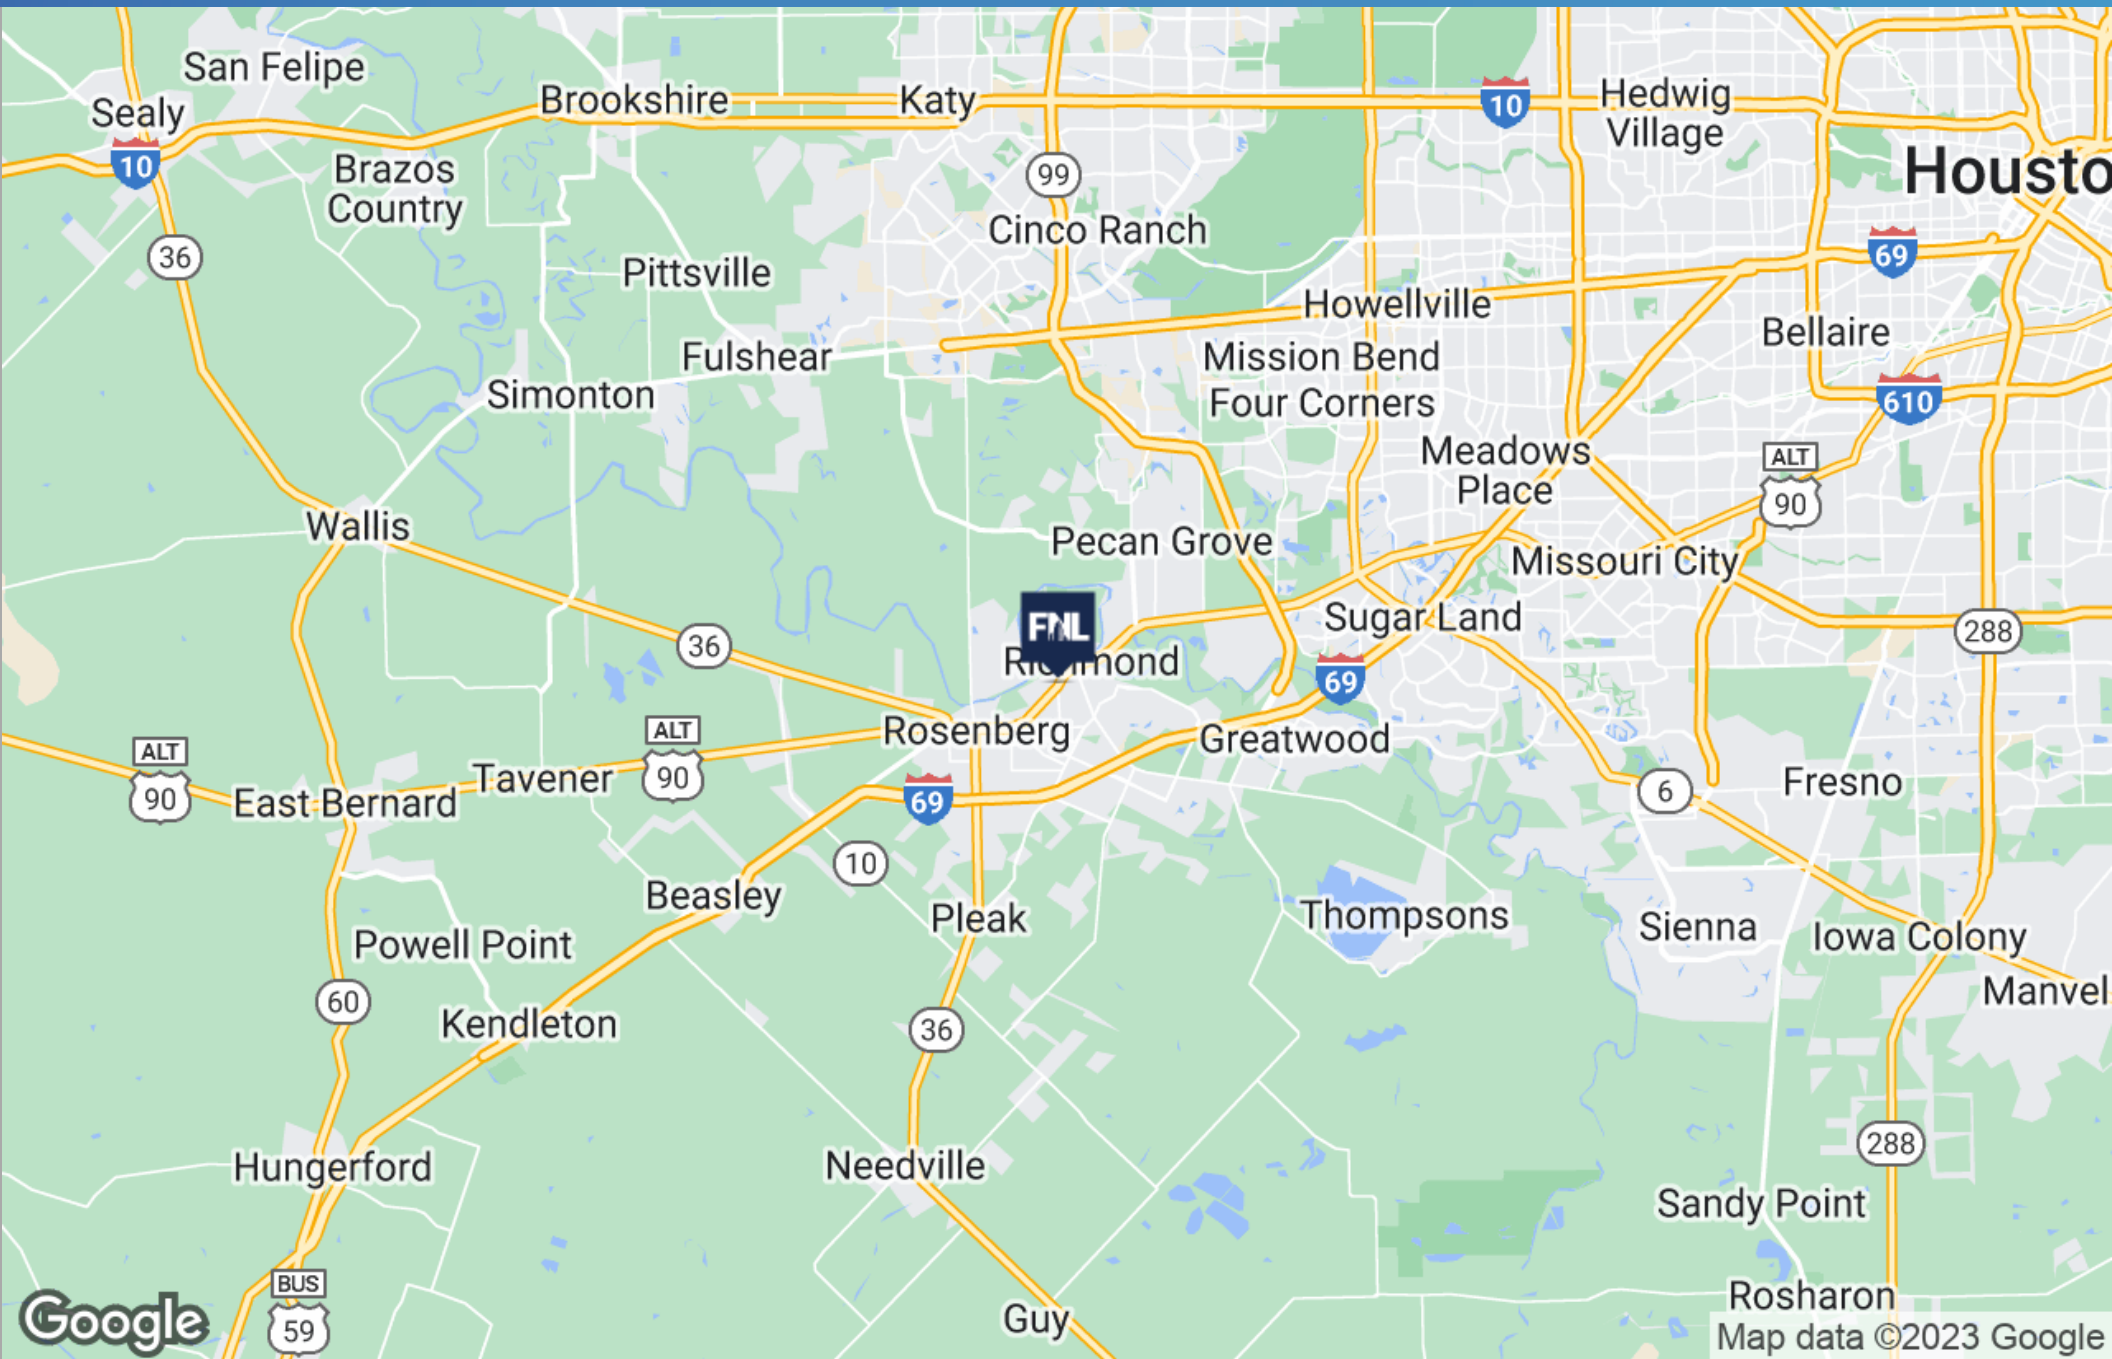 San Felipe
Sealy
Brookshire
Katy
10
Hedwig
Village
10
Brazos
Country
99
Housto
Cinco Ranch
36
69
Pittsville
Howellville
Bellaire
Fulshear
Mission Bend
Simonton
Four Corners
610
Meadows
Place
ALT
90
Wallis
Pecan Grove
Missouri City
FNL
Sugar Land
288
36
Richmond
69
Rosenberg
Greatwood
ALT
90
ALT
90
Tavener
East Bernard
69
6
Fresno
10
Beasley
Pleak
Thompsons
Sienna
Iowa Colony
Powell Point
Manvel
60
Kendleton
36
288
Hungerford
Needville
Sandy Point
BUS
59
Rosharon
Guy
Google
Map data ©2023 Google